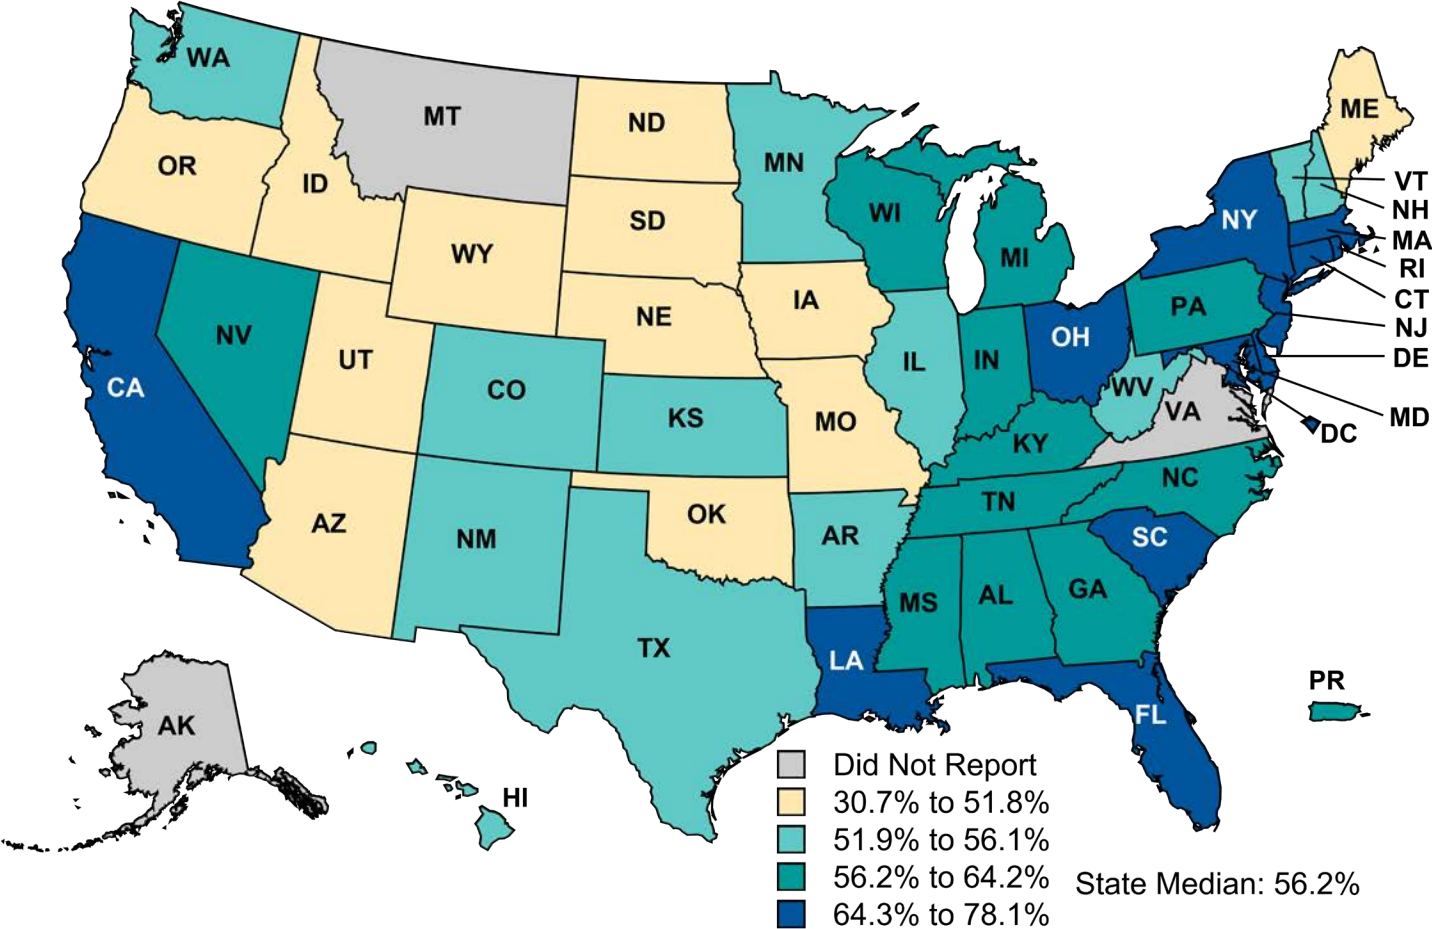 WA
MT
ND
MN
ME
OR
ID
SD
WI
MI
NY
VT
NH
MA
RI
CT
NJ
DE
MD
DC
WY
NE
IA
PA
NV
UT
CO
KS
MO
IL
IN
OH
WV
VA
KY
CA
AZ
NM
OK
AR
TN
NC
SC
MS
AL
GA
TX
LA
FL
PR
AK
HI
Did Not Report
30.7% to 51.8%
51.9% to 56.1%
56.2% to 64.2%
64.3% to 78.1%
State Median: 56.2%